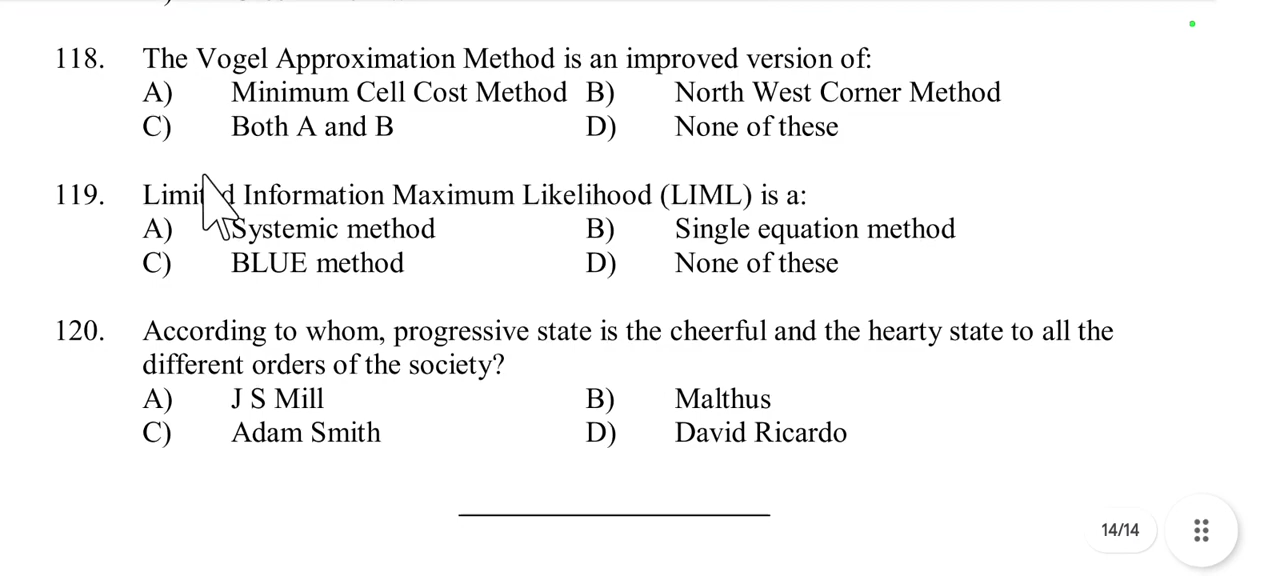 118. The Vogel Approximation Method is an improved version of:
A) Minimum Cell Cost Method B) North West Corner Method
C) Both A and B D) None of these
119. Limited Information Maximum Likelihood (LIML) is a:
A) Systemic method B) Single equation method
C) BLUE method D) None of these
120. According to whom, progressive state is the cheerful and the hearty state to all the
different orders of the society?
A) J S Mill B) Malthus
C) Adam Smith D) David Ricardo
14/14